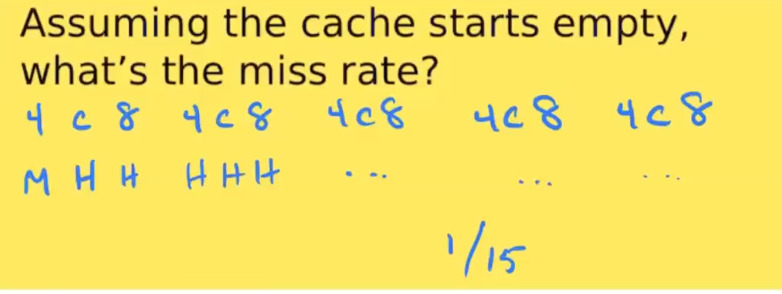 Assuming the cache starts empty,
what's the miss rate?
4 c 8 4 c 8 4 c 8 4 c 8 4 c 8
M H H H H H ... ... ...
1/15